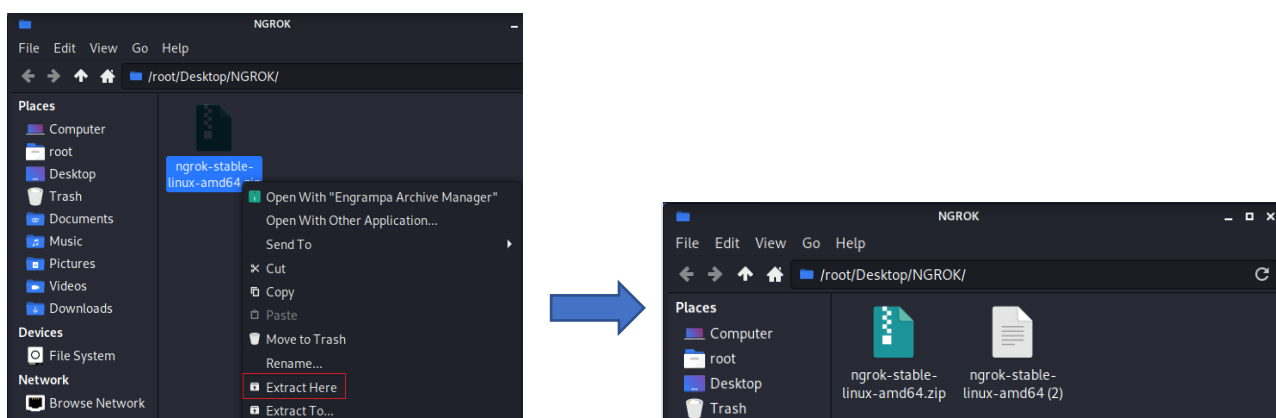 NGROK
File Edit View Go Help
/root/Desktop/NGROK/
Places
Computer
root
Desktop
Trash
Documents
Music
Pictures
Videos
Downloads
Devices
File System
Network
Browse Network
ngrok-stable-
linux-amd64.zip
Open With "Engrampa Archive Manager"
Open With Other Application...
Send To
Cut
Copy
Paste
Move to Trash
Rename...
Extract Here
Extract To...
NGROK
File Edit View Go Help
/root/Desktop/NGROK/
Places
Computer
root
Desktop
Trash
ngrok-stable-
linux-amd64.zip
ngrok-stable-
linux-amd64 (2)